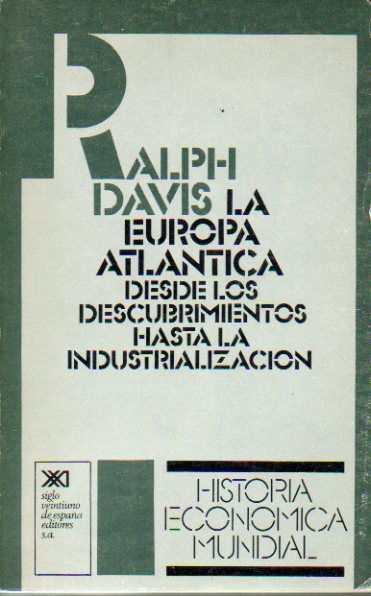 RALPH
DAVIS LA
EUROPA
ATLANTICA
DESDE LOS
DESCUBRIMIENTOS
HASTA LA
INDUSTRIALIZACION
XXI
siglo
veintiuno
de españa
editores
s.a.
HISTORIA
ECONOMICA
MUNDIAL